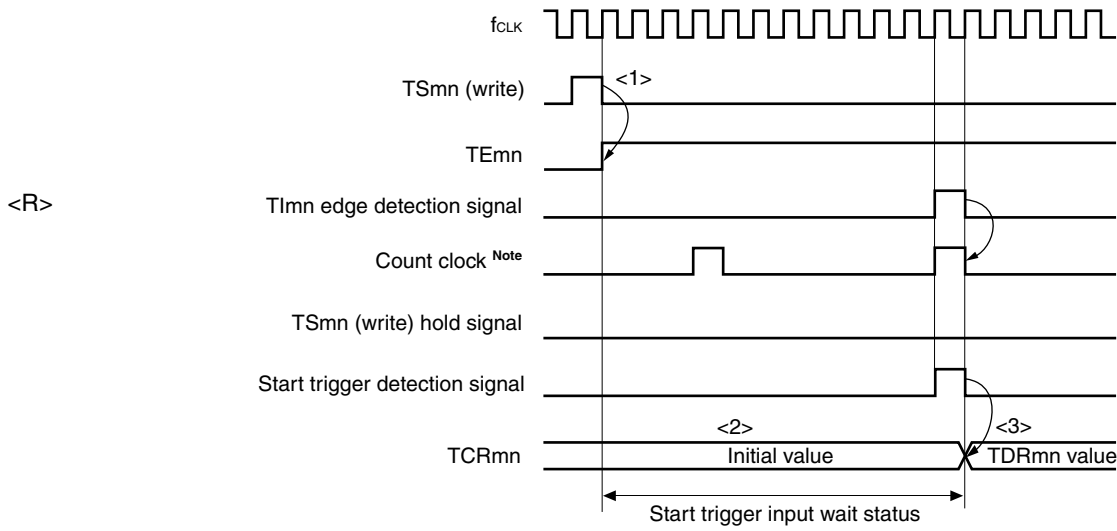 fCLK
TSmn (write)
<1>
TEmn
<R>
TImn edge detection signal
Count clock Note
TSmn (write) hold signal
Start trigger detection signal
<2>
<3>
TCRmn
Initial value
TDRmn value
Start trigger input wait status